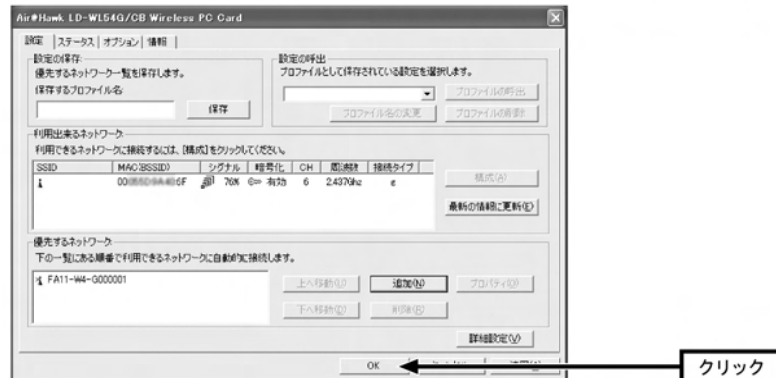 Air@Hawk LD-WL54G/CB Wireless PC Card
設定 ステータス オプション 情報
設定の保存
優先するネットワーク一覧を保存します。
保存するプロファイル名:
保存
設定の呼出
プロファイルとして保存されている設定を選択します。
プロファイルの呼出
プロファイル名の変更 プロファイルの削除
利用出来るネットワーク
利用できるネットワークに接続するには、[構成]をクリックしてください。
SSID MAC(BSSID) シグナル 暗号化 CH 周波数 接続タイプ
76% 有効 6 2.437Ghz
構成(A)
最新の情報に更新(E)
優先するネットワーク
下の一覧にある順番で利用できるネットワークに自動的に接続します。
FA11-W4-G000001
上へ移動(U) 追加(N) プロパティ(O)
下へ移動(D) 削除(R)
詳細設定(V)
OK
クリック